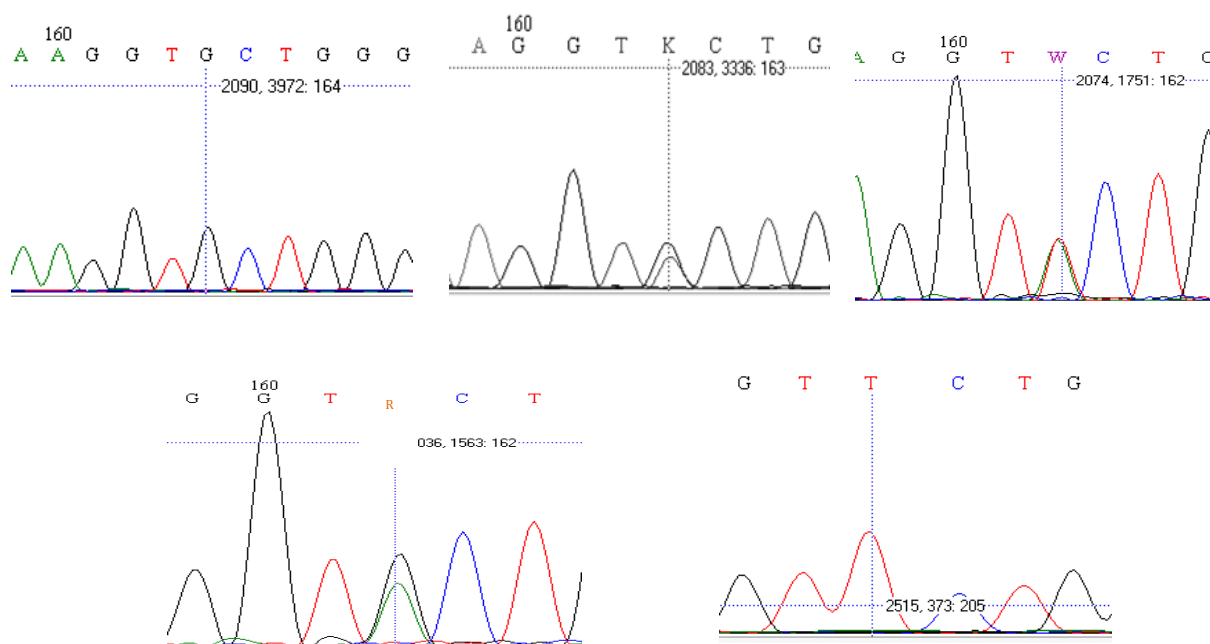 160
A A G G T G C T G G G
2090, 3972: 164
160
A G G T K C T G
2083, 3336: 163
160
A G G T W C T
2074, 1751: 162
160
G G T R C T
036, 1563: 162
G T T C T G
2515, 373: 205